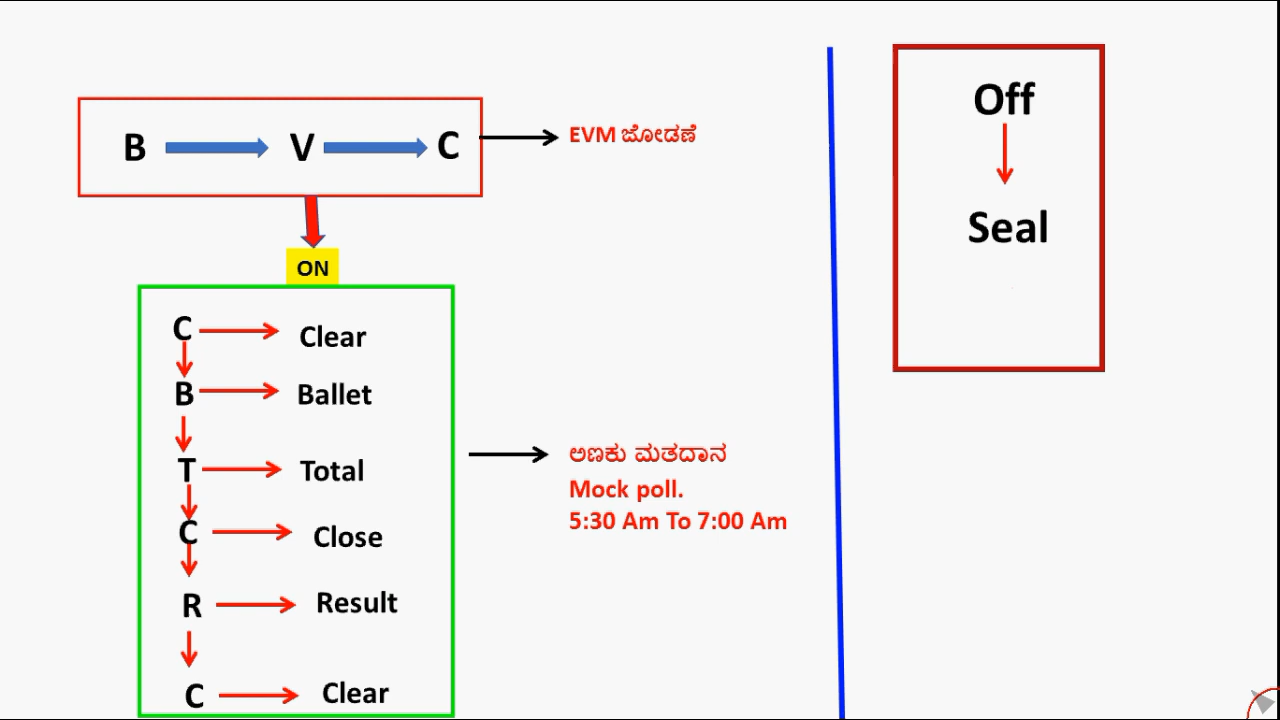 B V C
EVM ಜೋಡಣೆ
ON
C Clear
B Ballet
T Total
C Close
R Result
C Clear
ಅಣಕು ಮತದಾನ
Mock poll.
5:30 Am To 7:00 Am
Off
Seal